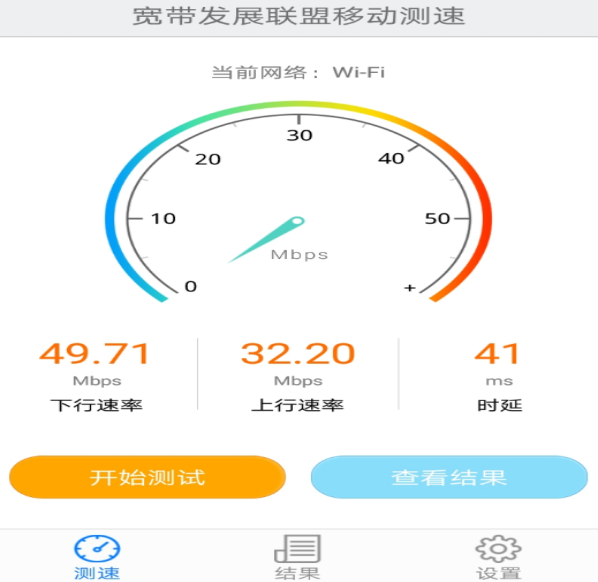 宽带发展联盟移动测速
当前网络：Wi-Fi
30
20
40
10
50
Mbps
0
+
49.71
32.20
41
Mbps
Mbps
ms
下行速率
上行速率
时延
开始测试
查看结果
测速
结果
设置